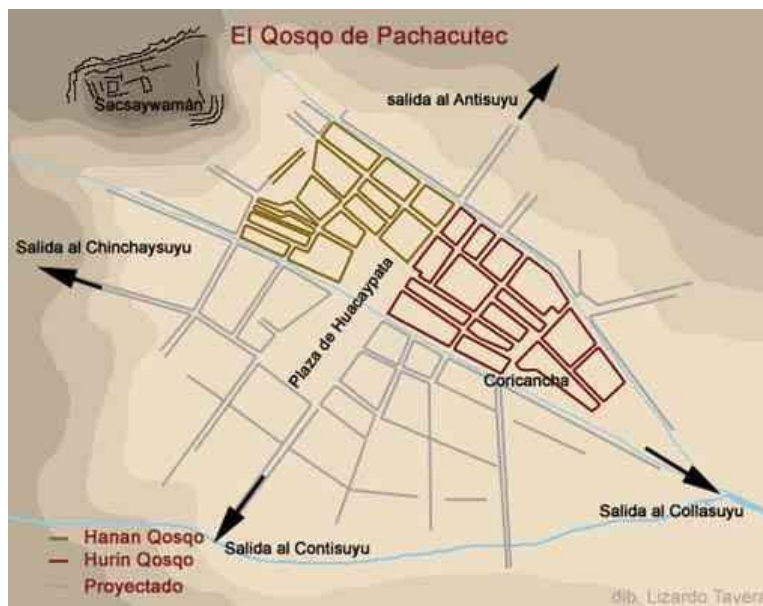 El Qosqo de Pachacutec
Sacsaywamán
salida al Antisuyu
Salida al Chinchaysuyu
Plaza de Huacaypata
Coricancha
Salida al Collasuyu
Salida al Contisuyu
Hanan Qosqo
Hurin Qosqo
Proyectado
dib. Lizardo Tavera